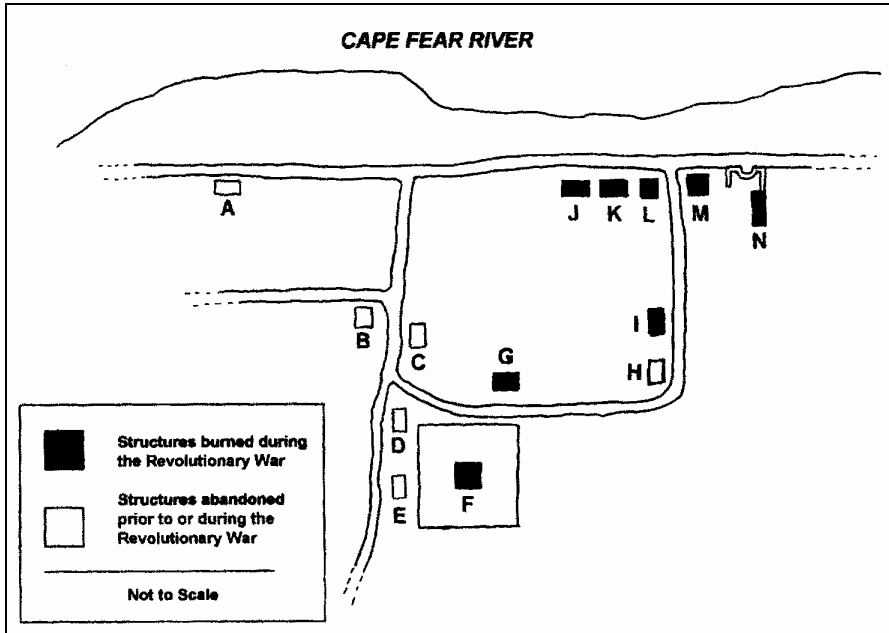 CAPE FEAR RIVER
A
J
K
L
M
N
B
C
G
I
H
D
E
F
Structures burned during
the Revolutionary War
Structures abandoned
prior to or during the
Revolutionary War
Not to Scale